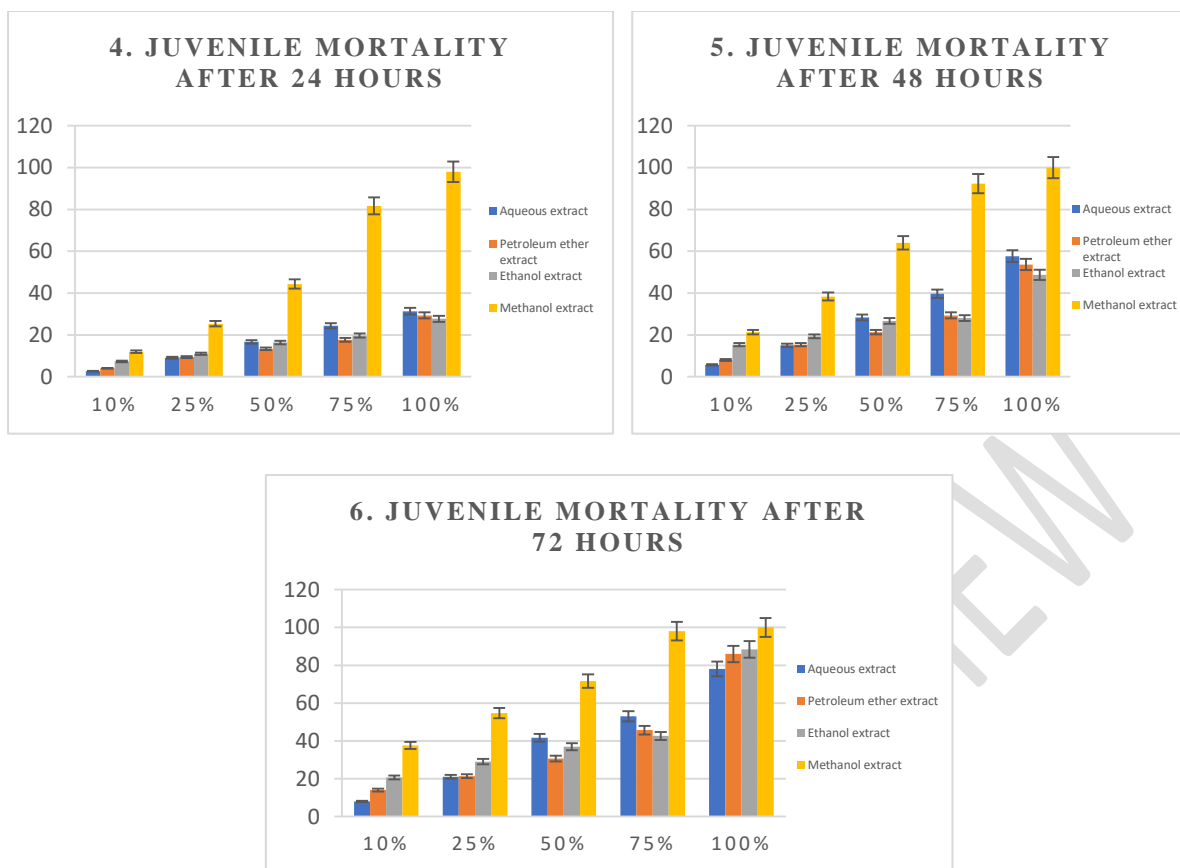 4. JUVENILE MORTALITY
AFTER 24 HOURS
120
100
80
60
40
20
0
10% 25% 50% 75% 100%
Aqueous extract
Petroleum ether
extract
Ethanol extract
Methanol extract
5. JUVENILE MORTALITY
AFTER 48 HOURS
120
100
80
60
40
20
0
10% 25% 50% 75% 100%
Aqueous extract
Petroleum ether
extract
Ethanol extract
Methanol extract
6. JUVENILE MORTALITY AFTER
72 HOURS
120
100
80
60
40
20
0
10% 25% 50% 75% 100%
Aqueous extract
Petroleum ether extract
Ethanol extract
Methanol extract